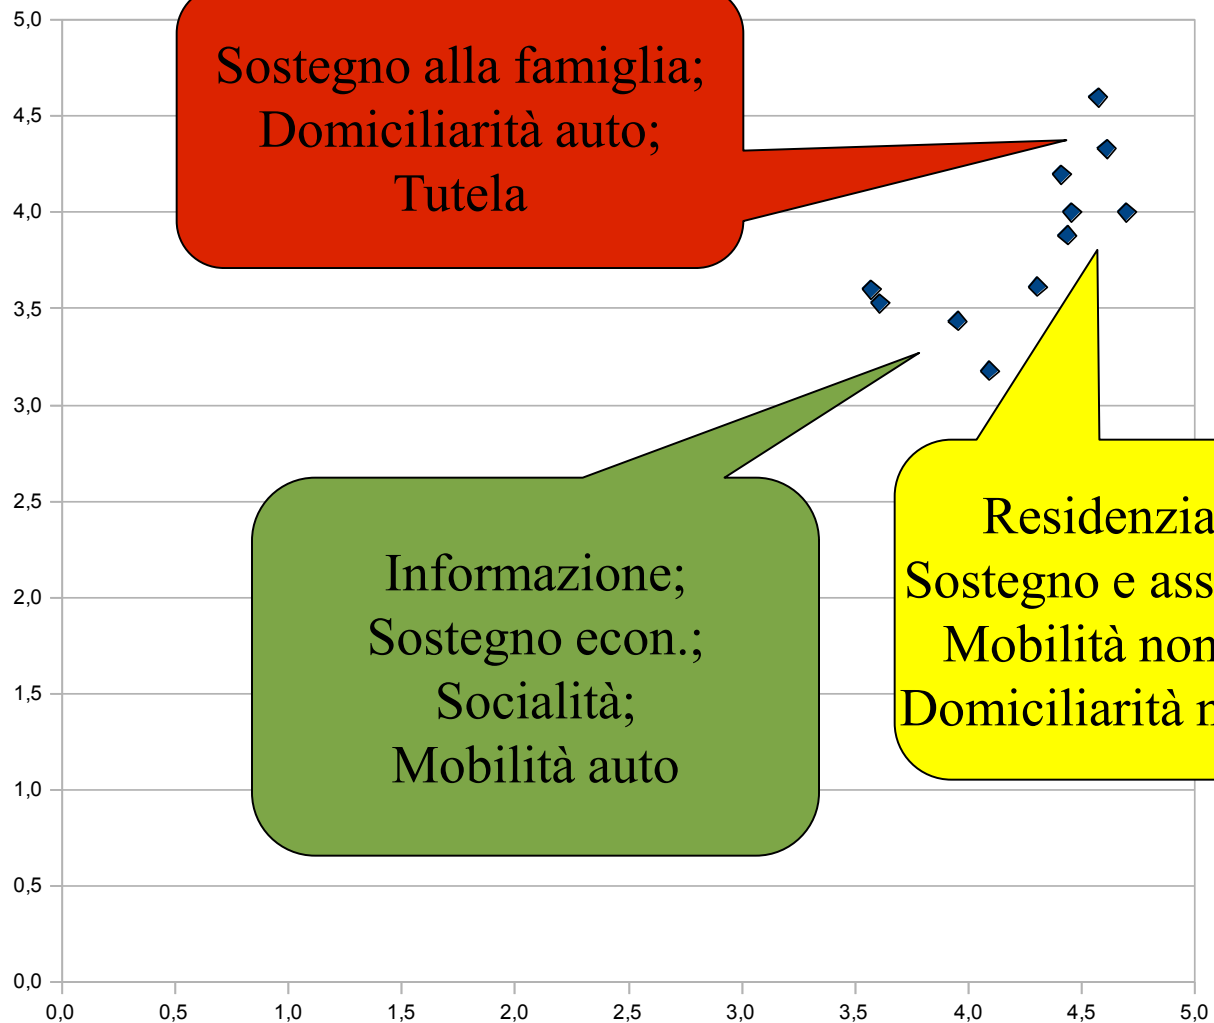 5,0
4,5
4,0
3,5
3,0
2,5
2,0
1,5
1,0
0,5
0,0
Sostegno alla famiglia;
Domiciliarità auto;
Tutela
Informazione;
Sostegno econ.;
Socialità;
Mobilità auto
Residenzia
Sostegno e ass
Mobilità non
Domiciliarità n
0,0 0,5 1,0 1,5 2,0 2,5 3,0 3,5 4,0 4,5 5,0